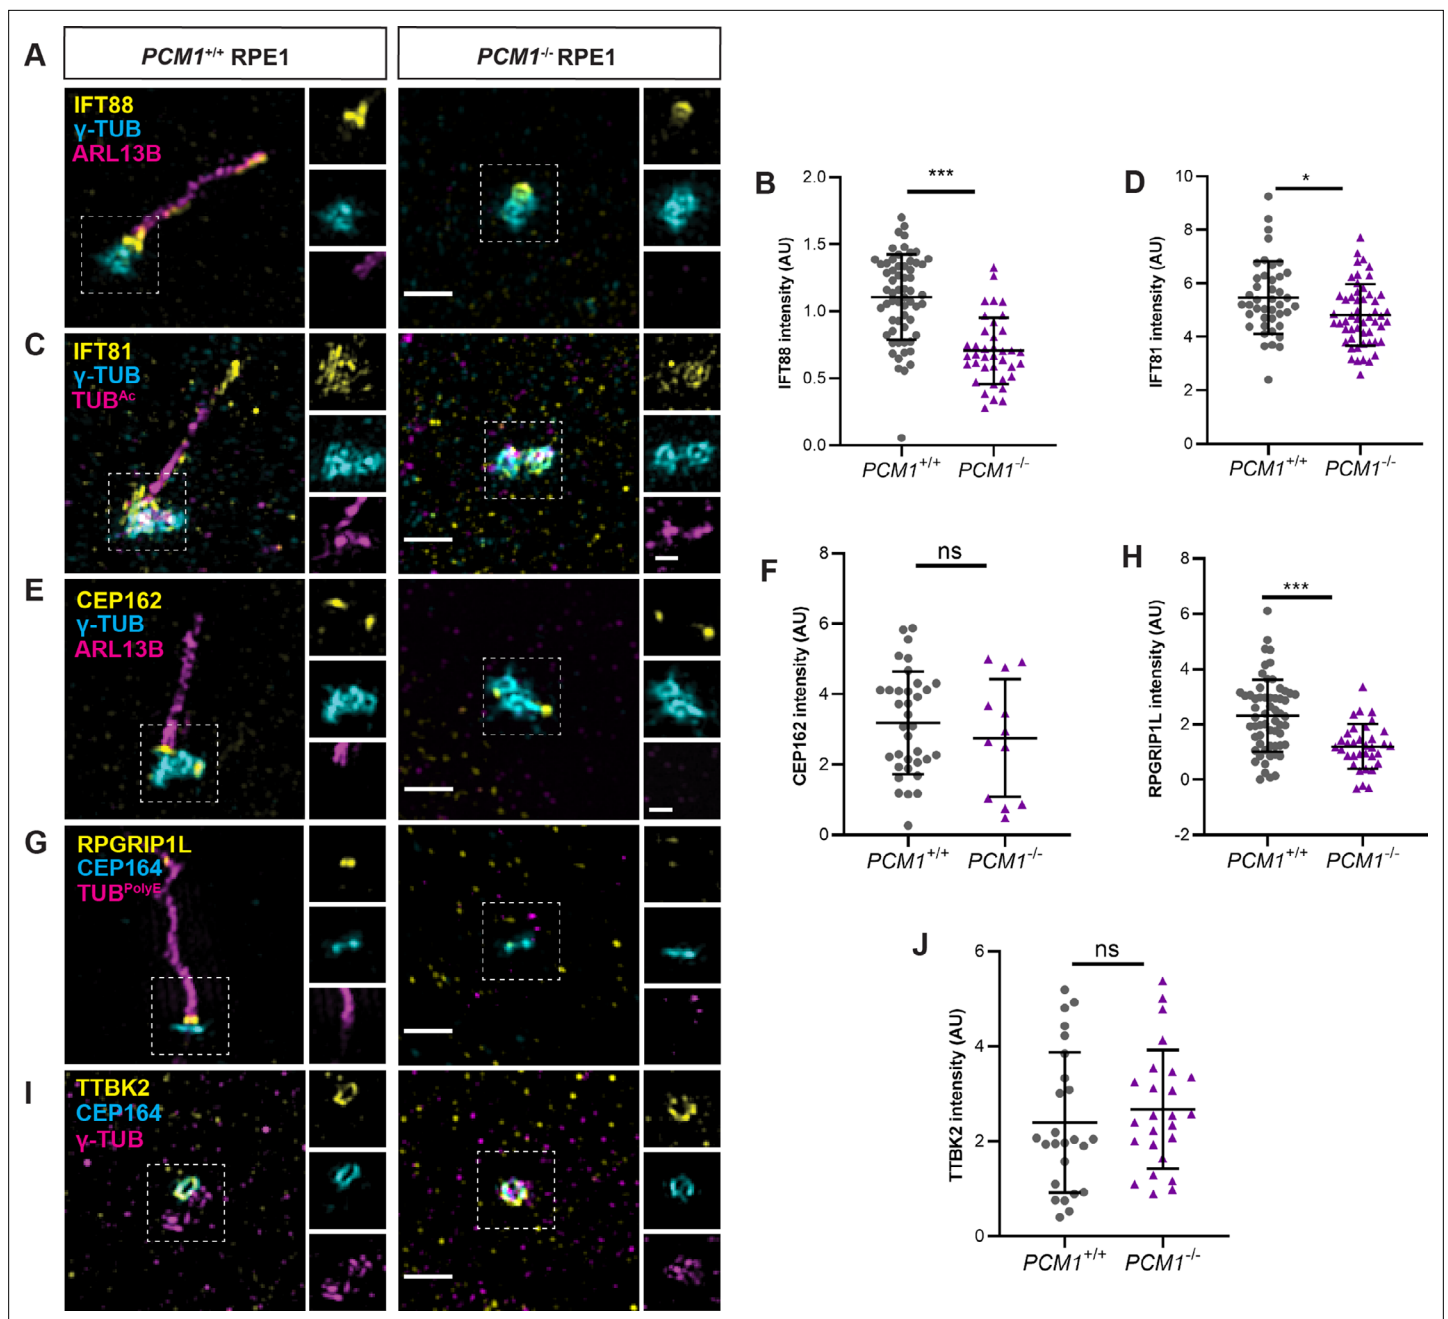 A
PCM1+/+ RPE1
PCM1-/- RPE1
IFT88
γ-TUB
ARL13B
B
IFT88 intensity (AU)
2.0
1.5
1.0
0.5
0.0
***
PCM1+/+
PCM1-/-
D
IFT81 intensity (AU)
10
8
6
4
2
0
*
PCM1+/+
PCM1-/-
C
IFT81
γ-TUB
TUBAc
E
CEP162
γ-TUB
ARL13B
F
CEP162 intensity (AU)
8
6
4
2
0
ns
PCM1+/+
PCM1-/-
H
RPGRIP1L intensity (AU)
8
6
4
2
0
-2
***
PCM1+/+
PCM1-/-
G
RPGRIP1L
CEP164
TUBPolyE
I
TTBK2
CEP164
γ-TUB
J
TTBK2 intensity (AU)
6
4
2
0
ns
PCM1+/+
PCM1-/-